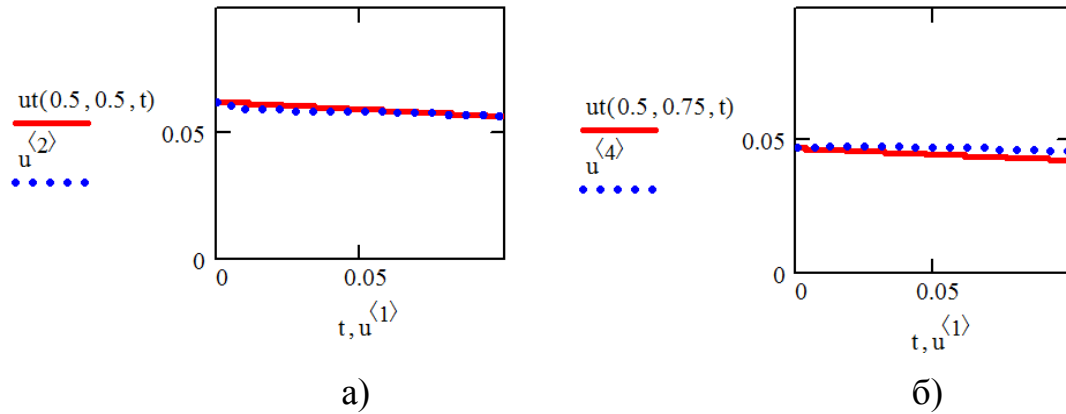 ut(0.5, 0.5, t)
u⟨2⟩
0.05
0
0
0.05
t, u⟨1⟩
а)
ut(0.5, 0.75, t)
u⟨4⟩
0.05
0
0
0.05
t, u⟨1⟩
б)